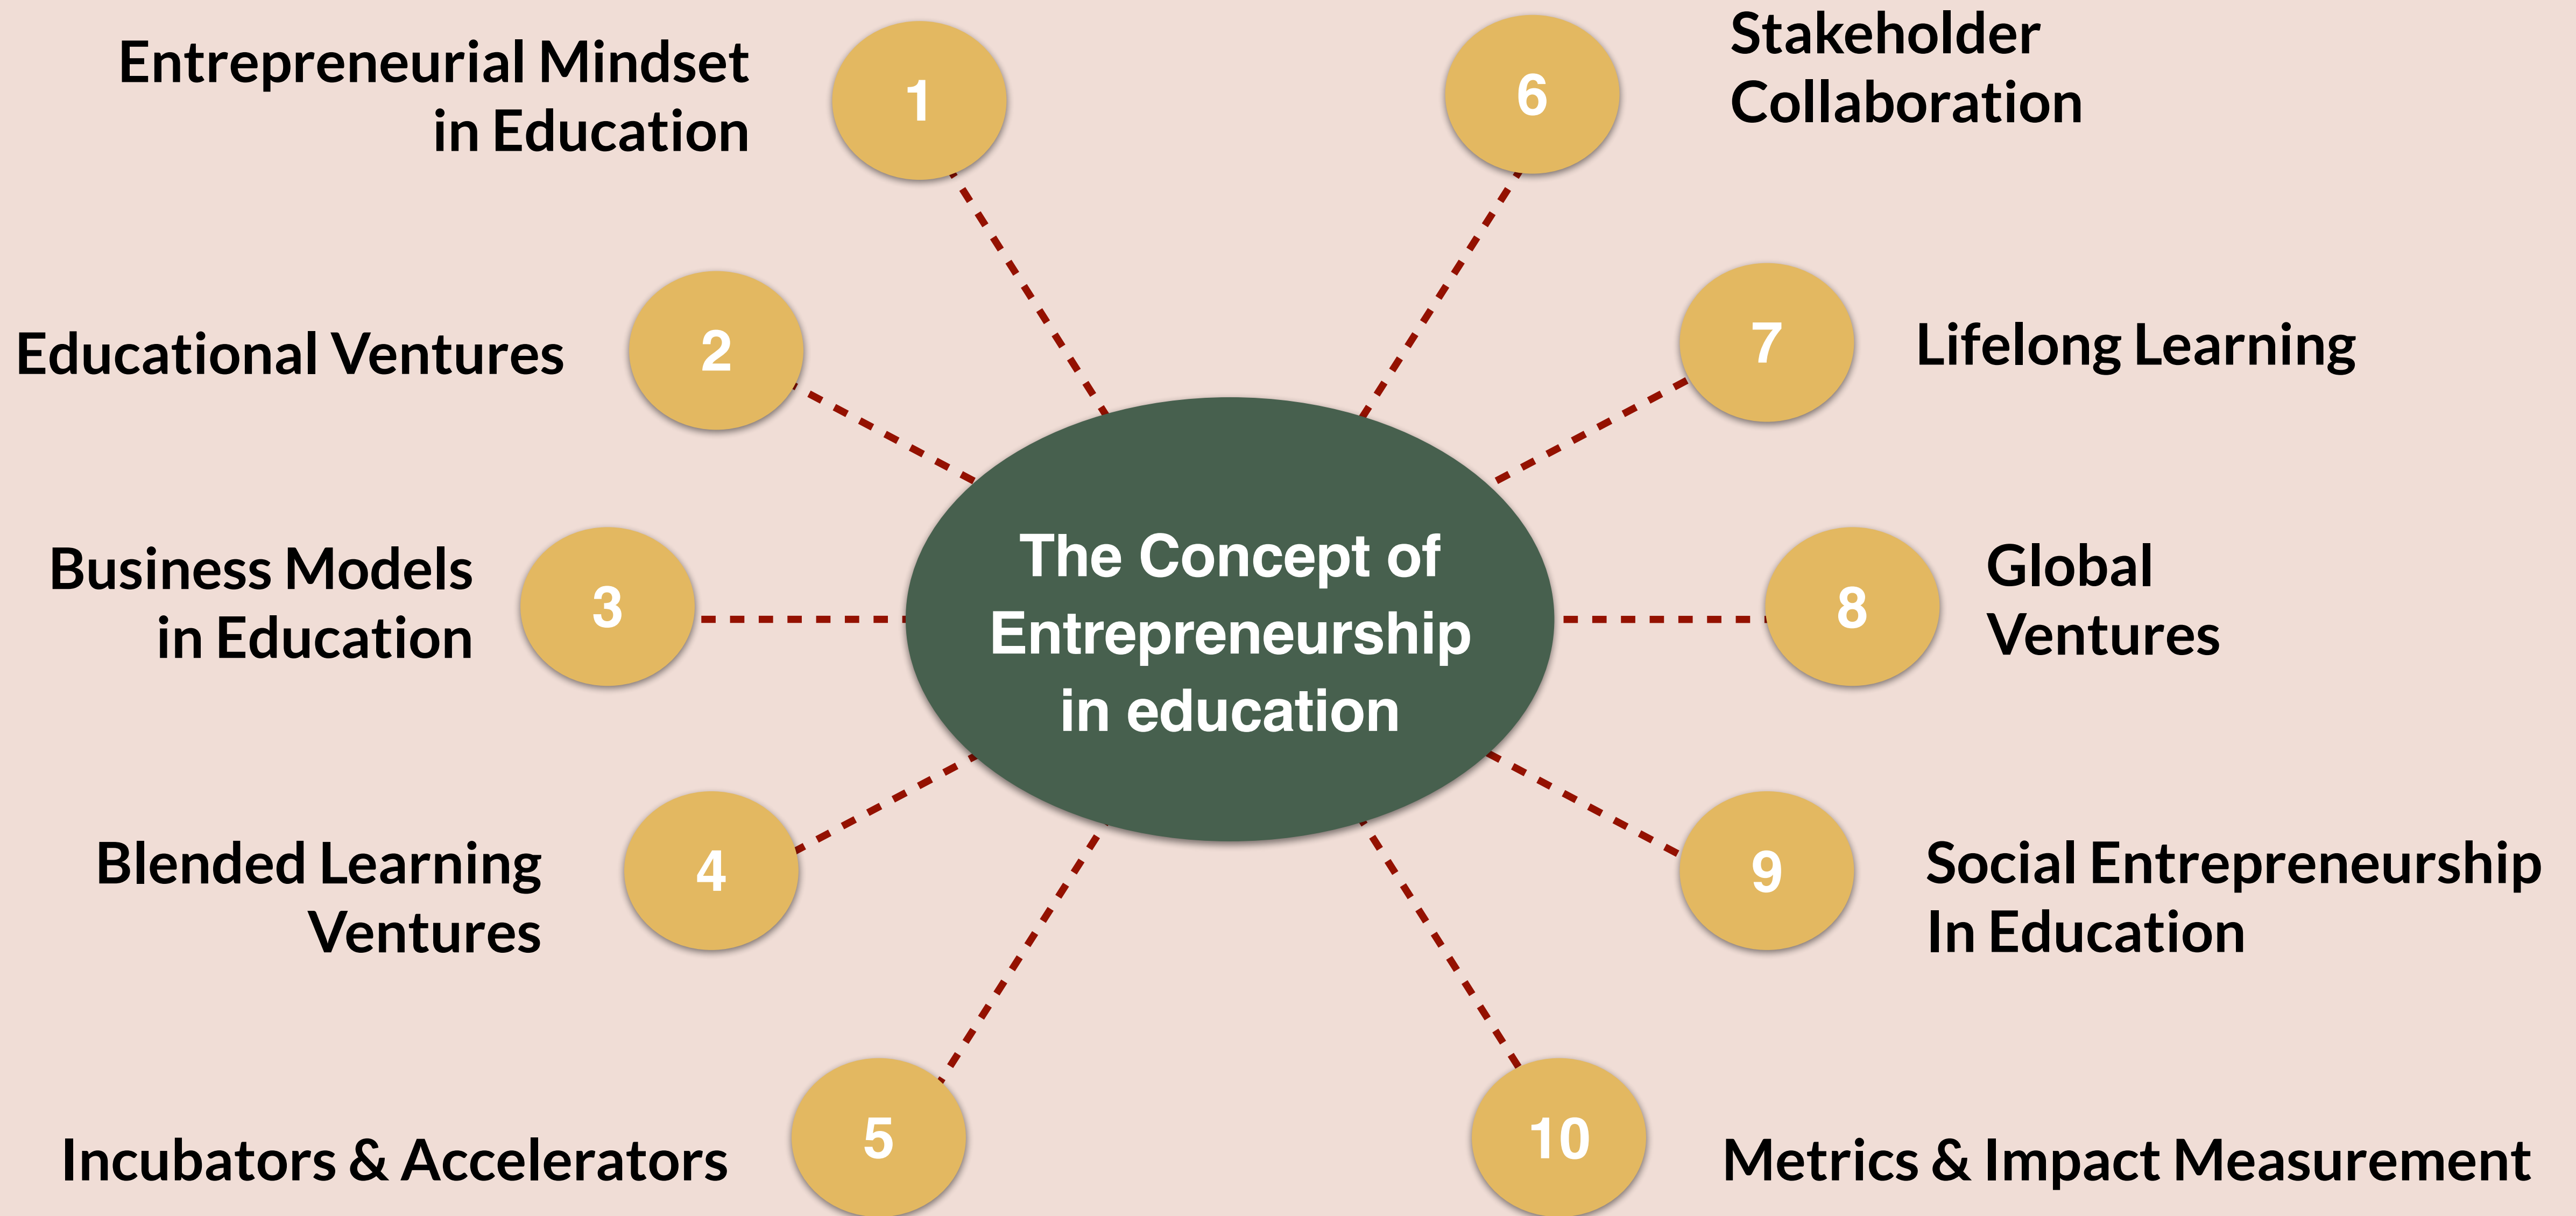 Entrepreneurial Mindset
in Education
1
Educational Ventures
2
Business Models
in Education
3
Blended Learning
Ventures
4
Incubators & Accelerators
5
The Concept of
Entrepreneurship
in education
6
Stakeholder
Collaboration
7
Lifelong Learning
8
Global
Ventures
9
Social Entrepreneurship
In Education
10
Metrics & Impact Measurement